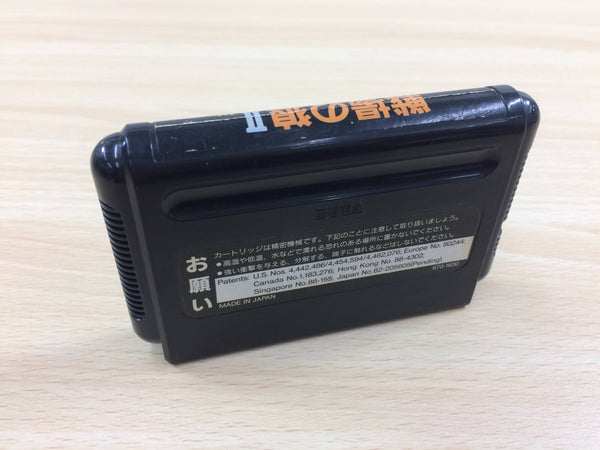 戦場の狼II
SEGA
お願い
カートリッジは精密機械です。下記のことに注意して取り扱いましょう。
●高温や低温、水などで濡れる恐れのある場所に置かないでください。
●強い衝撃を与える、分解する、端子に触れるなどはしないでください。
Patents: U.S. Nos. 4,442,486/4,454,594/4,462,076; Europe No. 80244;
Canada No. 1,183,276; Hong Kong No. 88-4302;
Singapore No. 88-155; Japan No. 82-205605(Pending)
MADE IN JAPAN
670-1630